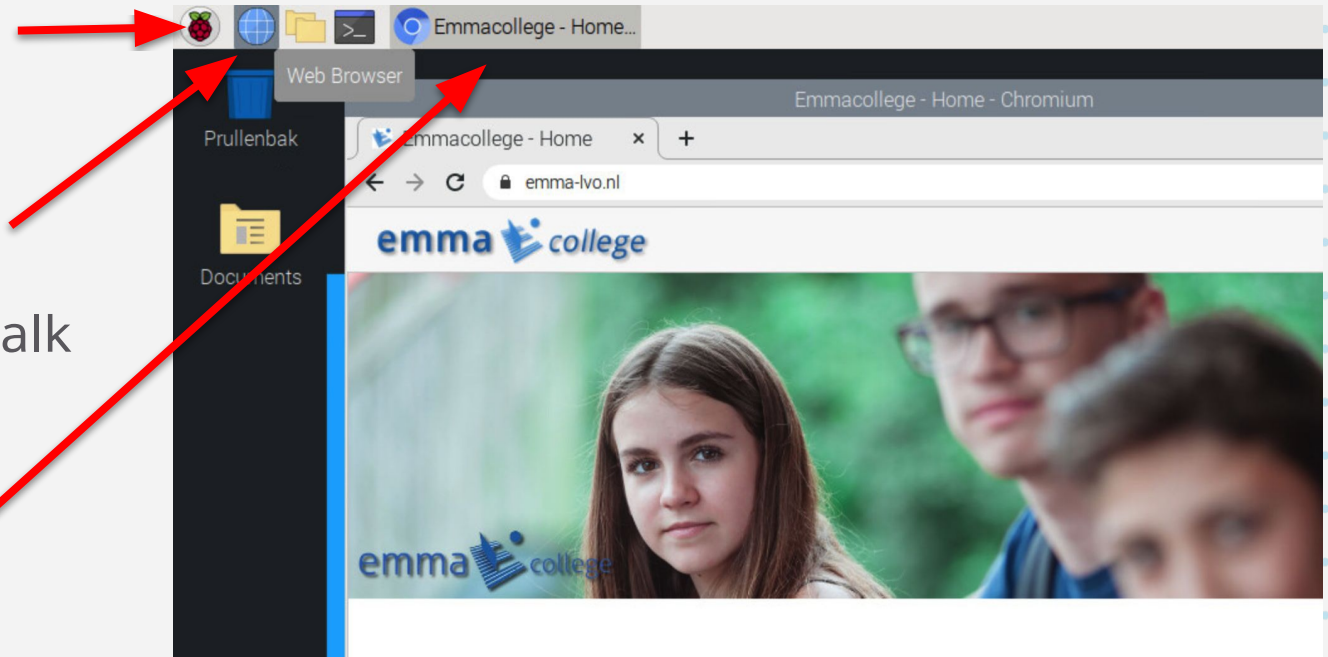 Emmacollege - Home...
Web Browser
Emmacollege - Home - Chromium
Prullenbak
Emmacollege - Home
emma-lvo.nl
emma college
Documents
alk
emma college